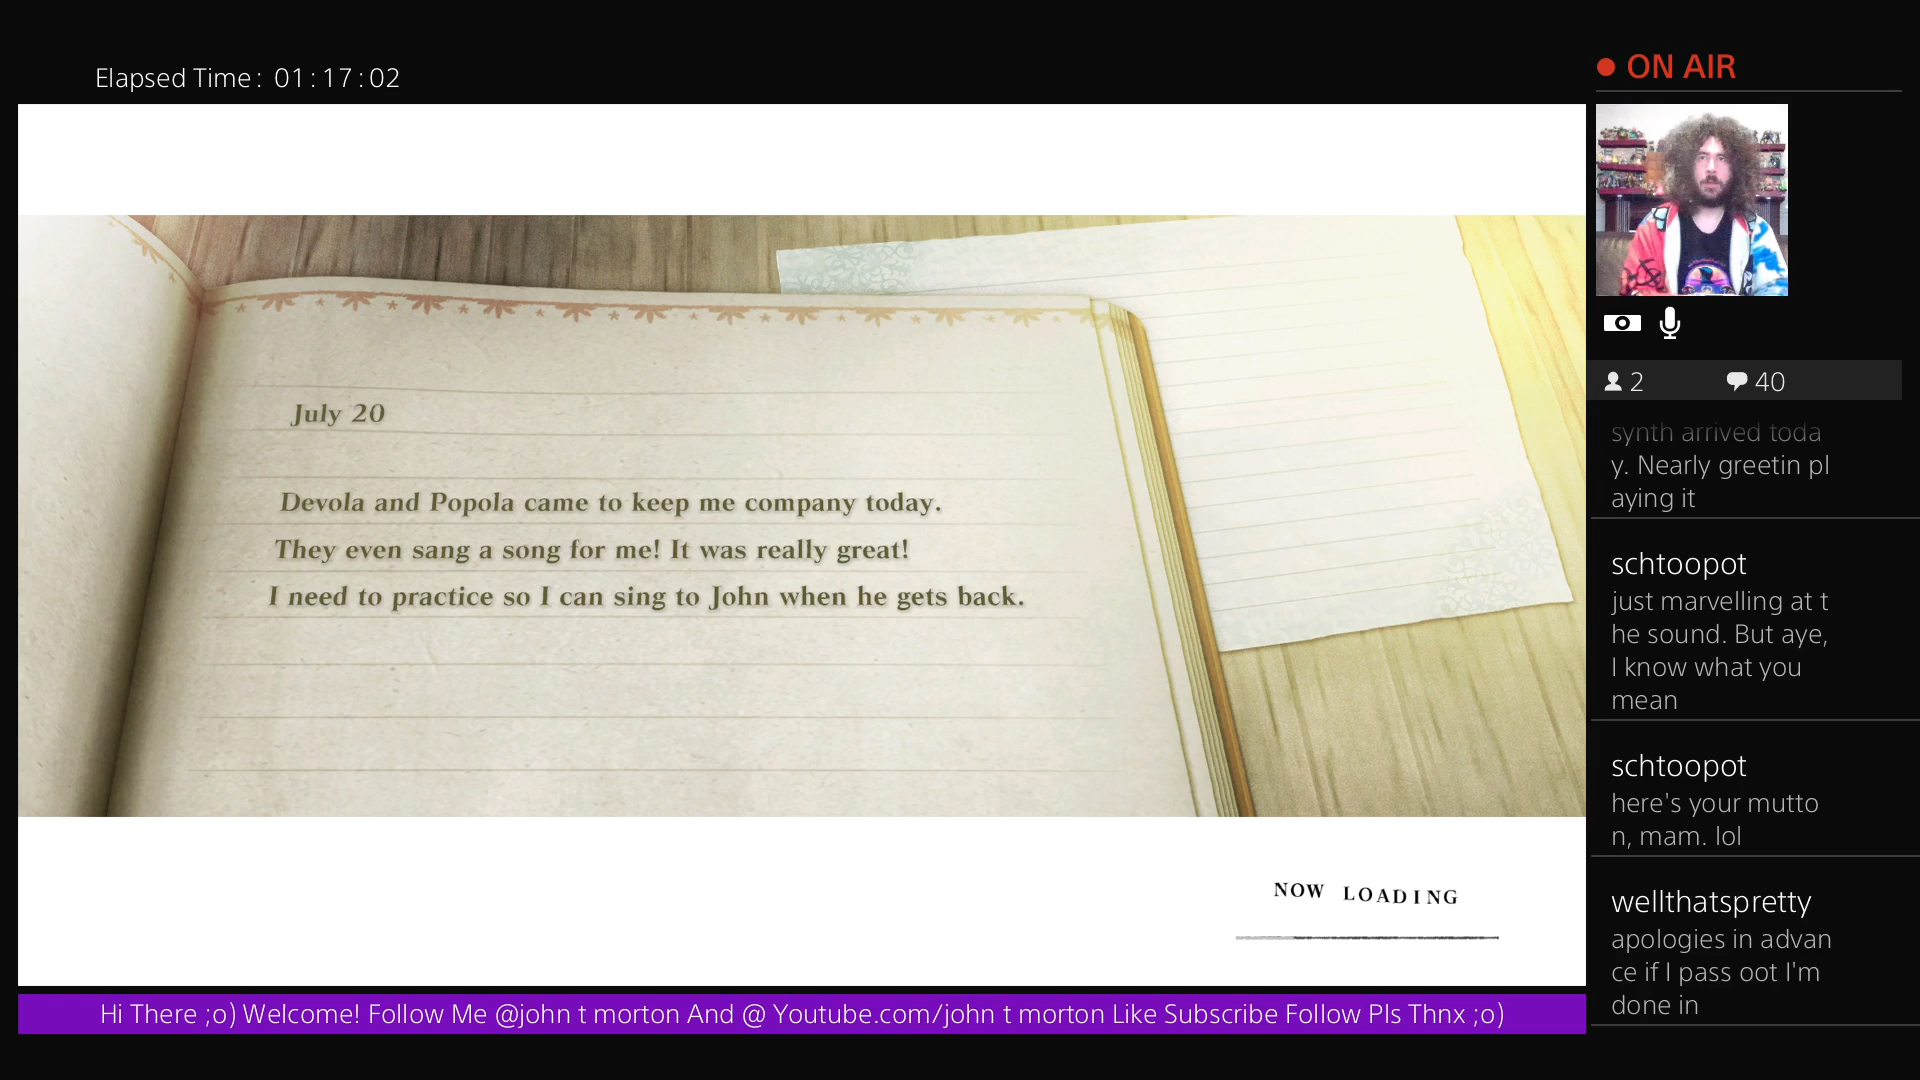 Elapsed Time: 01:17:02
ON AIR
2
40
synth arrived toda
y. Nearly greetin pl
aying it
schtoopot
just marvelling at t
he sound. But aye,
I know what you
mean
schtoopot
here's your mutto
n, mam. lol
wellthatspretty
apologies in advan
ce if I pass oot I'm
done in
July 20
Devola and Popola came to keep me company today.
They even sang a song for me! It was really great!
I need to practice so I can sing to John when he gets back.
NOW LOADING
Hi There ;o) Welcome! Follow Me @john t morton And @ Youtube.com/john t morton Like Subscribe Follow Pls Thnx ;o)